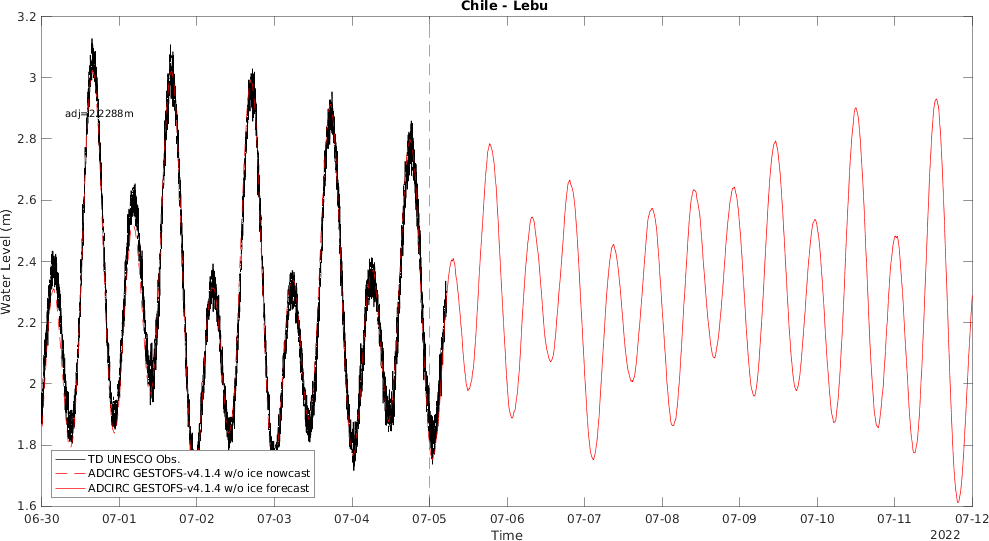 Chile - Lebu
3.2
3
2.8
2.6
2.4
2.2
2
1.8
1.6
Water Level (m)
adj=2.2288m
TD UNESCO Obs.
ADCIRC GESTOFS-v4.1.4 w/o ice nowcast
ADCIRC GESTOFS-v4.1.4 w/o ice forecast
06-30 07-01 07-02 07-03 07-04 07-05 07-06 07-07 07-08 07-09 07-10 07-11 07-12
Time
2022